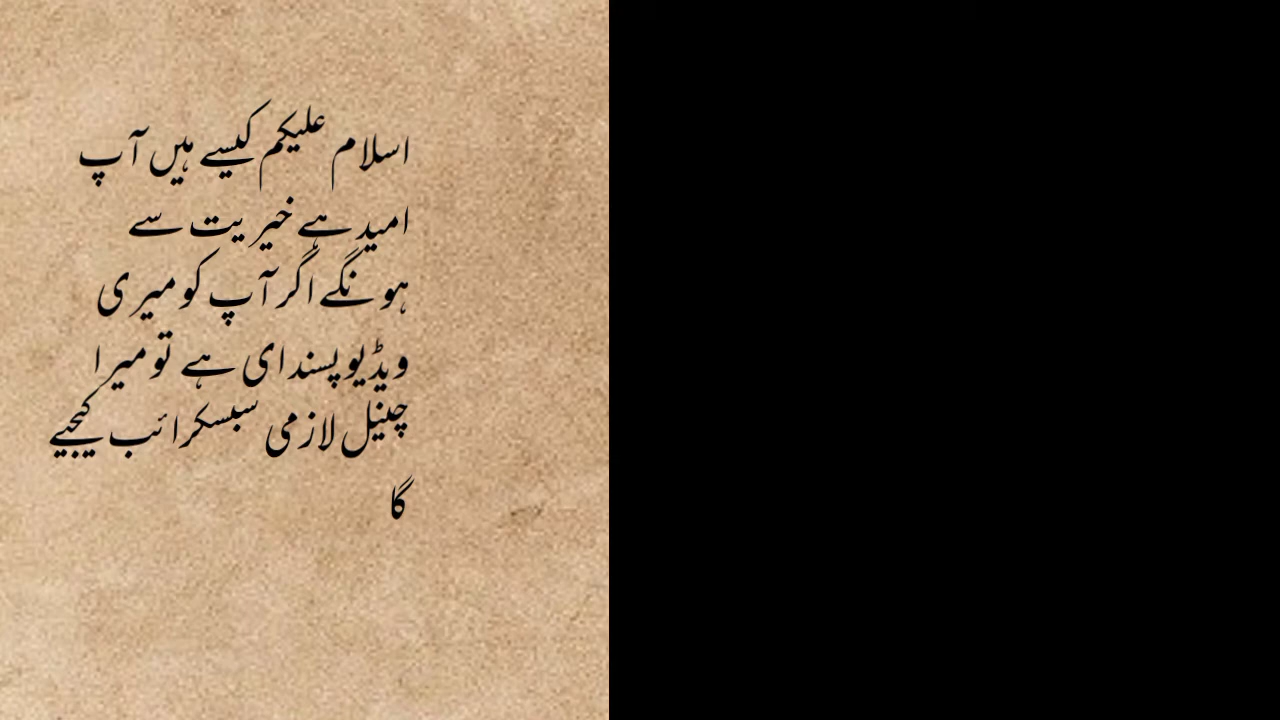 اسلام علیکم کیسے ہیں آپ
امید ہے خیریت سے
ہونگے اگر آپ کو میری
ویڈیو پسند ای ہے تو میرا
چینل لازمی سبسکرائب کیجیے
گا